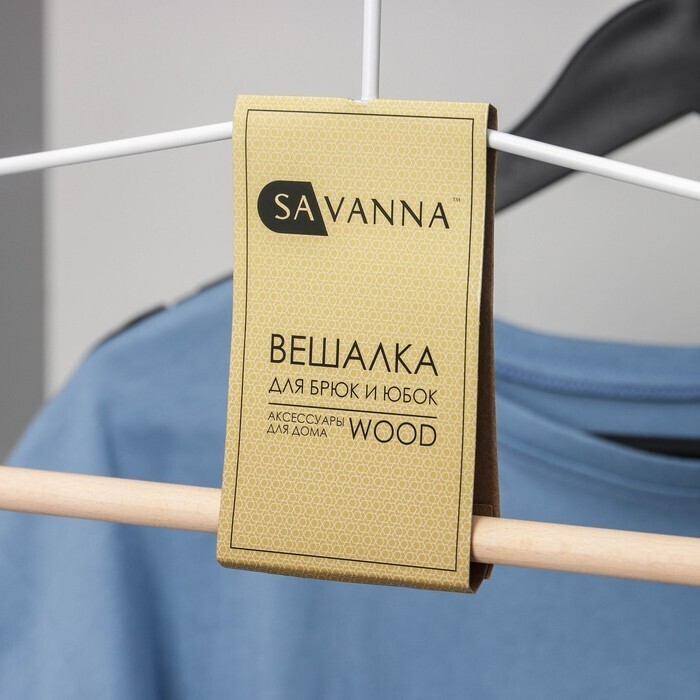 SAVANNA™
ВЕШАЛКА
ДЛЯ БРЮК И ЮБОК
АКСЕССУАРЫ
ДЛЯ ДОМА
WOOD